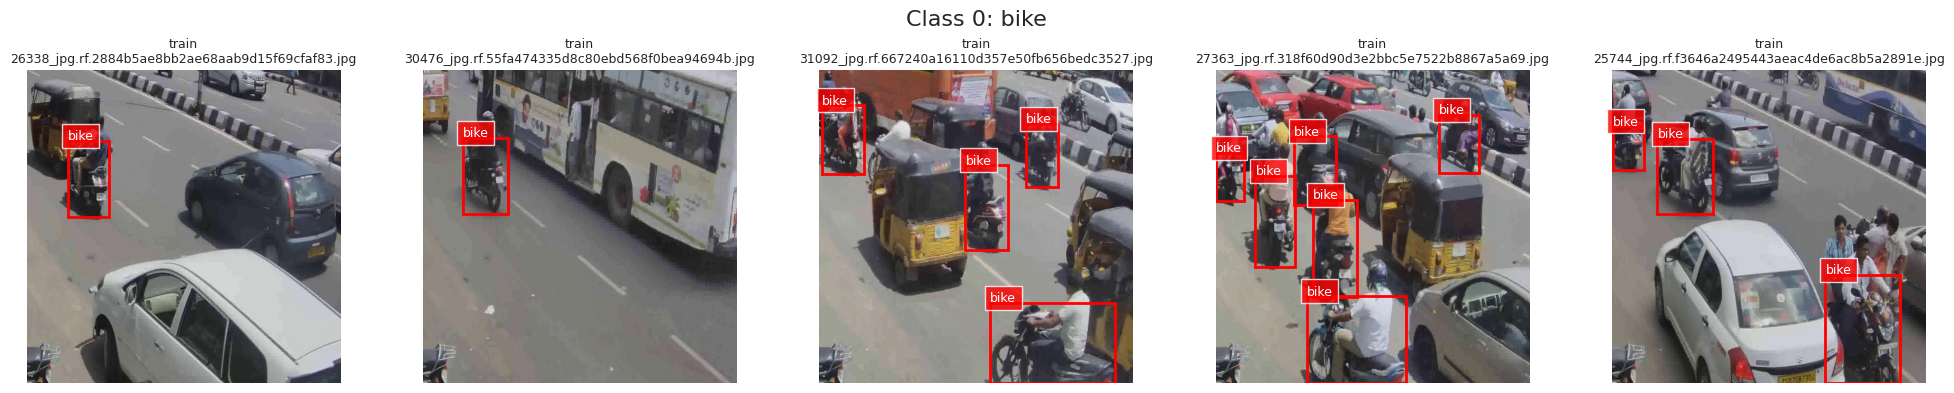 Class 0: bike
train
26338_jpg.rf.2884b5ae8bb2ae68aab9d15f69cfaf83.jpg
bike
train
30476_jpg.rf.55fa474335d8c80ebd568f0bea94694b.jpg
bike
train
31092_jpg.rf.667240a16110d357e50fb656bedc3527.jpg
bike
bike
bike
bike
train
27363_jpg.rf.318f60d90d3e2bbc5e7522b8867a5a69.jpg
bike
bike
bike
bike
bike
bike
train
25744_jpg.rf.f3646a2495443aeac4de6ac8b5a2891e.jpg
bike
bike
bike